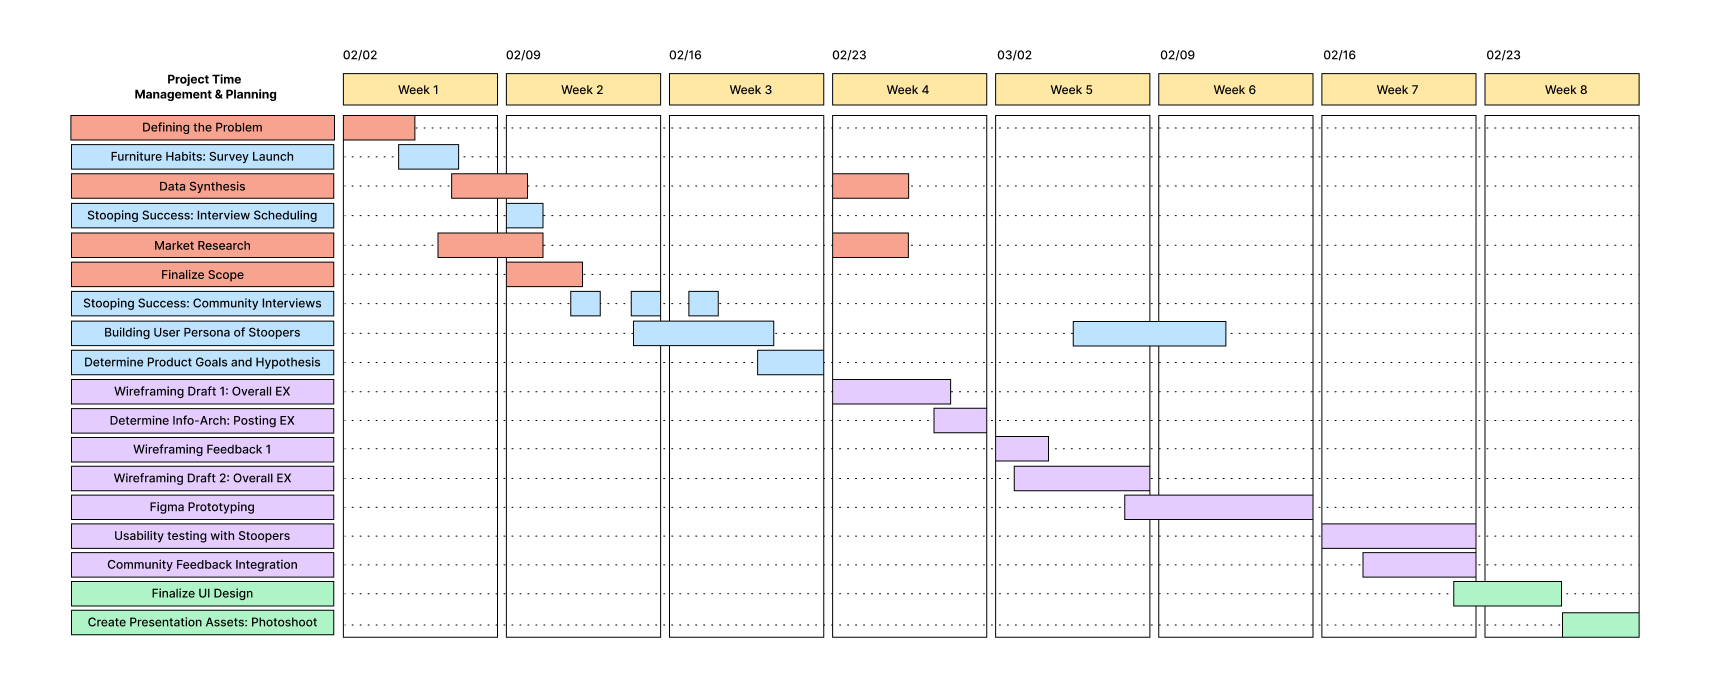 02/02
02/09
02/16
02/23
03/02
02/09
02/16
02/23
Project Time
Management & Planning
Week 1
Week 2
Week 3
Week 4
Week 5
Week 6
Week 7
Week 8
Defining the Problem
Furniture Habits: Survey Launch
Data Synthesis
Stooping Success: Interview Scheduling
Market Research
Finalize Scope
Stooping Success: Community Interviews
Building User Persona of Stoopers
Determine Product Goals and Hypothesis
Wireframing Draft 1: Overall EX
Determine Info-Arch: Posting EX
Wireframing Feedback 1
Wireframing Draft 2: Overall EX
Figma Prototyping
Usability testing with Stoopers
Community Feedback Integration
Finalize UI Design
Create Presentation Assets: Photoshoot